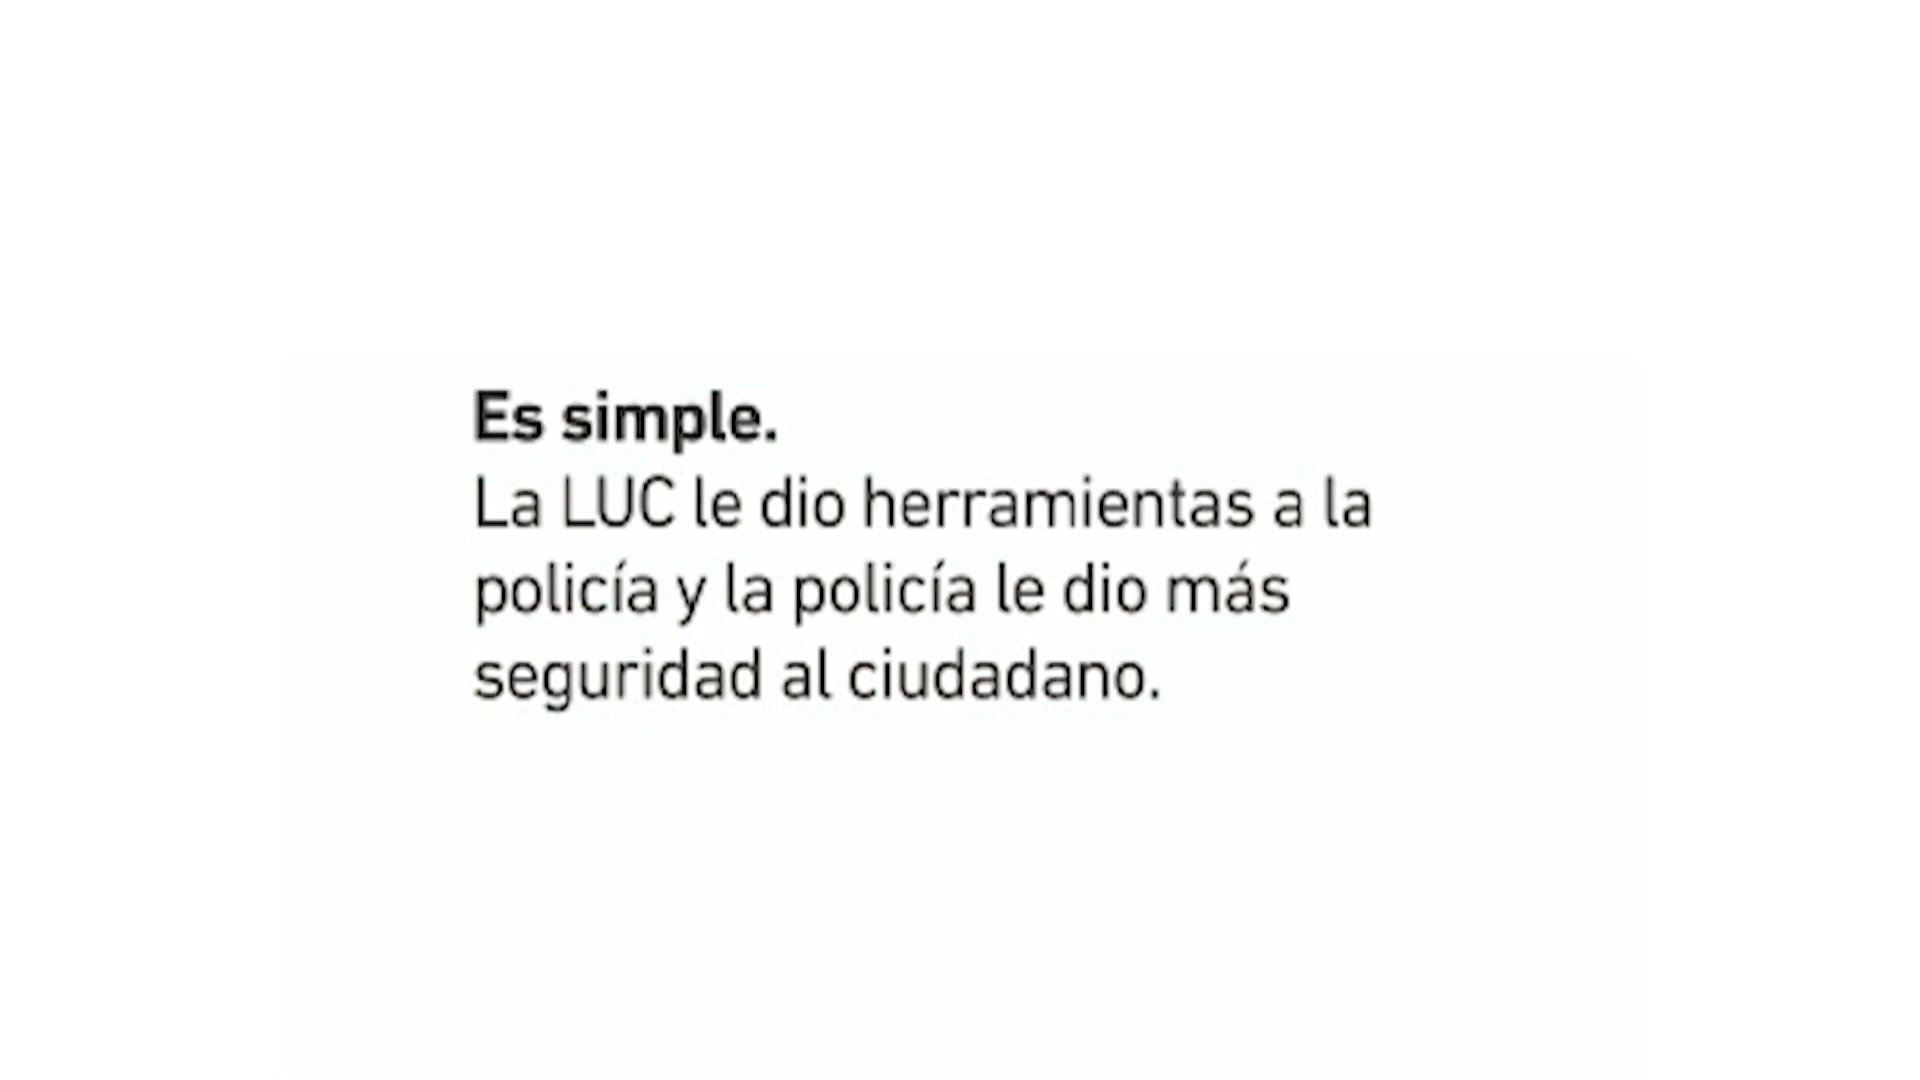 Es simple.
La LUC le dio herramientas a la
policía y la policía le dio más
seguridad al ciudadano.